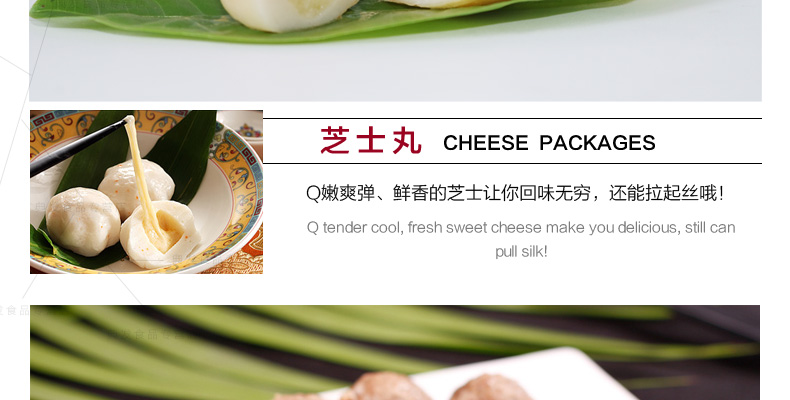 芝士丸 CHEESE PACKAGES
Q嫩爽弹、鲜香的芝士让你回味无穷，还能拉起丝哦！
Q tender cool, fresh sweet cheese make you delicious, still can
pull silk!